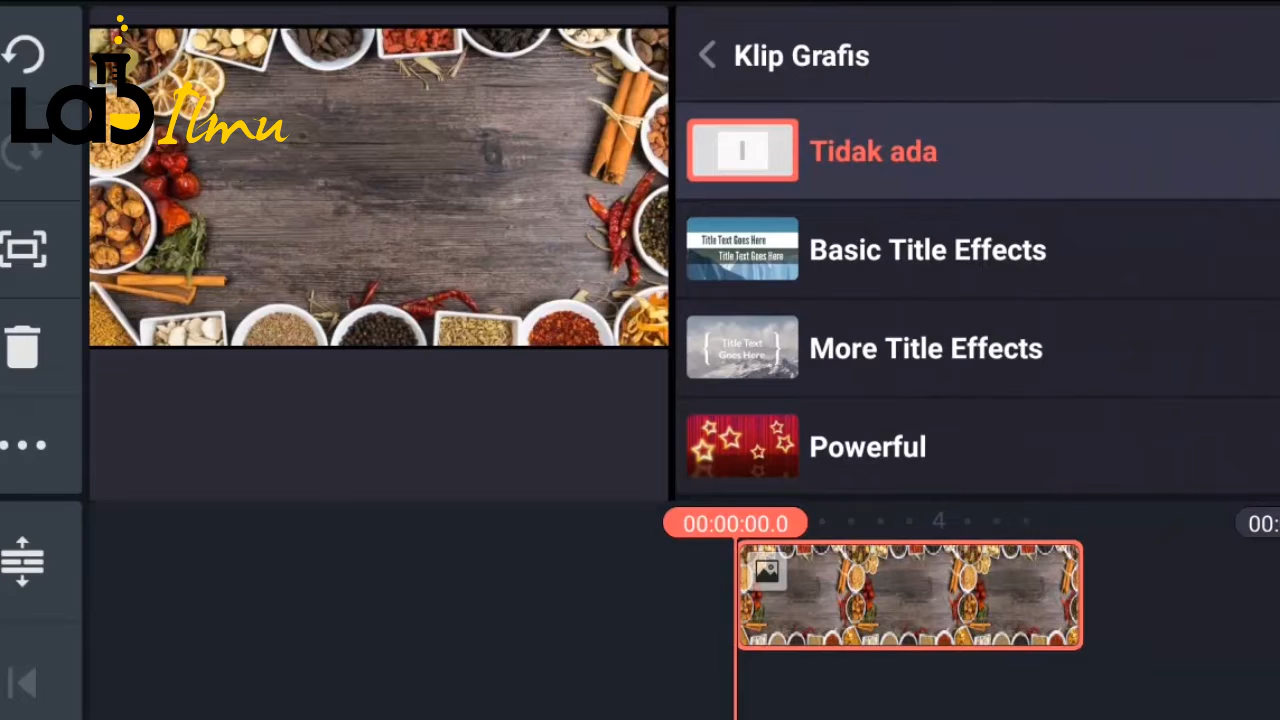 Lab Ilmu
Klip Grafis
Tidak ada
Title Text Goes Here
Title Text Goes Here
Basic Title Effects
Title Text
Goes Here
More Title Effects
Powerful
00:00:00.0
4
00: